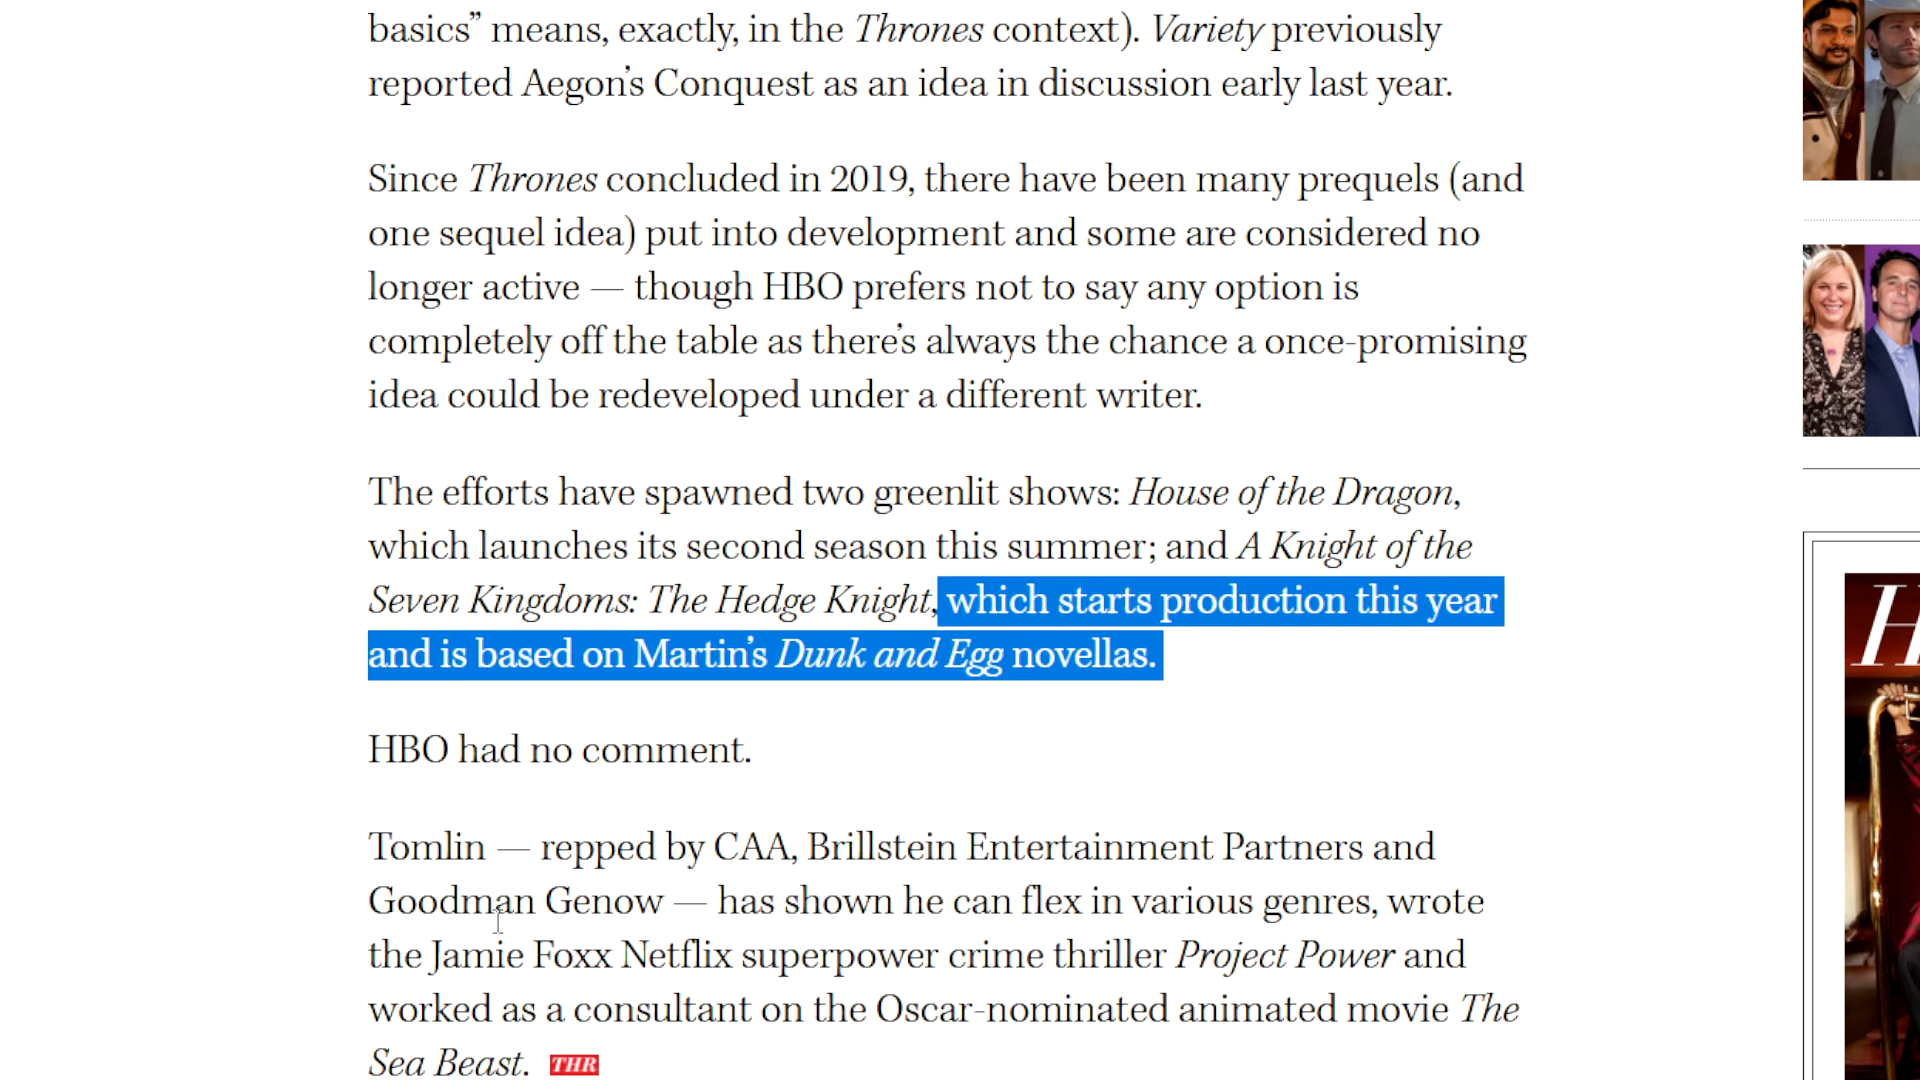 basics” means, exactly, in the Thrones context). Variety previously
reported Aegon’s Conquest as an idea in discussion early last year.
Since Thrones concluded in 2019, there have been many prequels (and
one sequel idea) put into development and some are considered no
longer active — though HBO prefers not to say any option is
completely off the table as there’s always the chance a once-promising
idea could be redeveloped under a different writer.
The efforts have spawned two greenlit shows: House of the Dragon,
which launches its second season this summer; and A Knight of the
Seven Kingdoms: The Hedge Knight, which starts production this year
and is based on Martin’s Dunk and Egg novellas.
HBO had no comment.
Tomlin — repped by CAA, Brillstein Entertainment Partners and
Goodman Genow — has shown he can flex in various genres, wrote
the Jamie Foxx Netflix superpower crime thriller Project Power and
worked as a consultant on the Oscar-nominated animated movie The
Sea Beast. THR
H